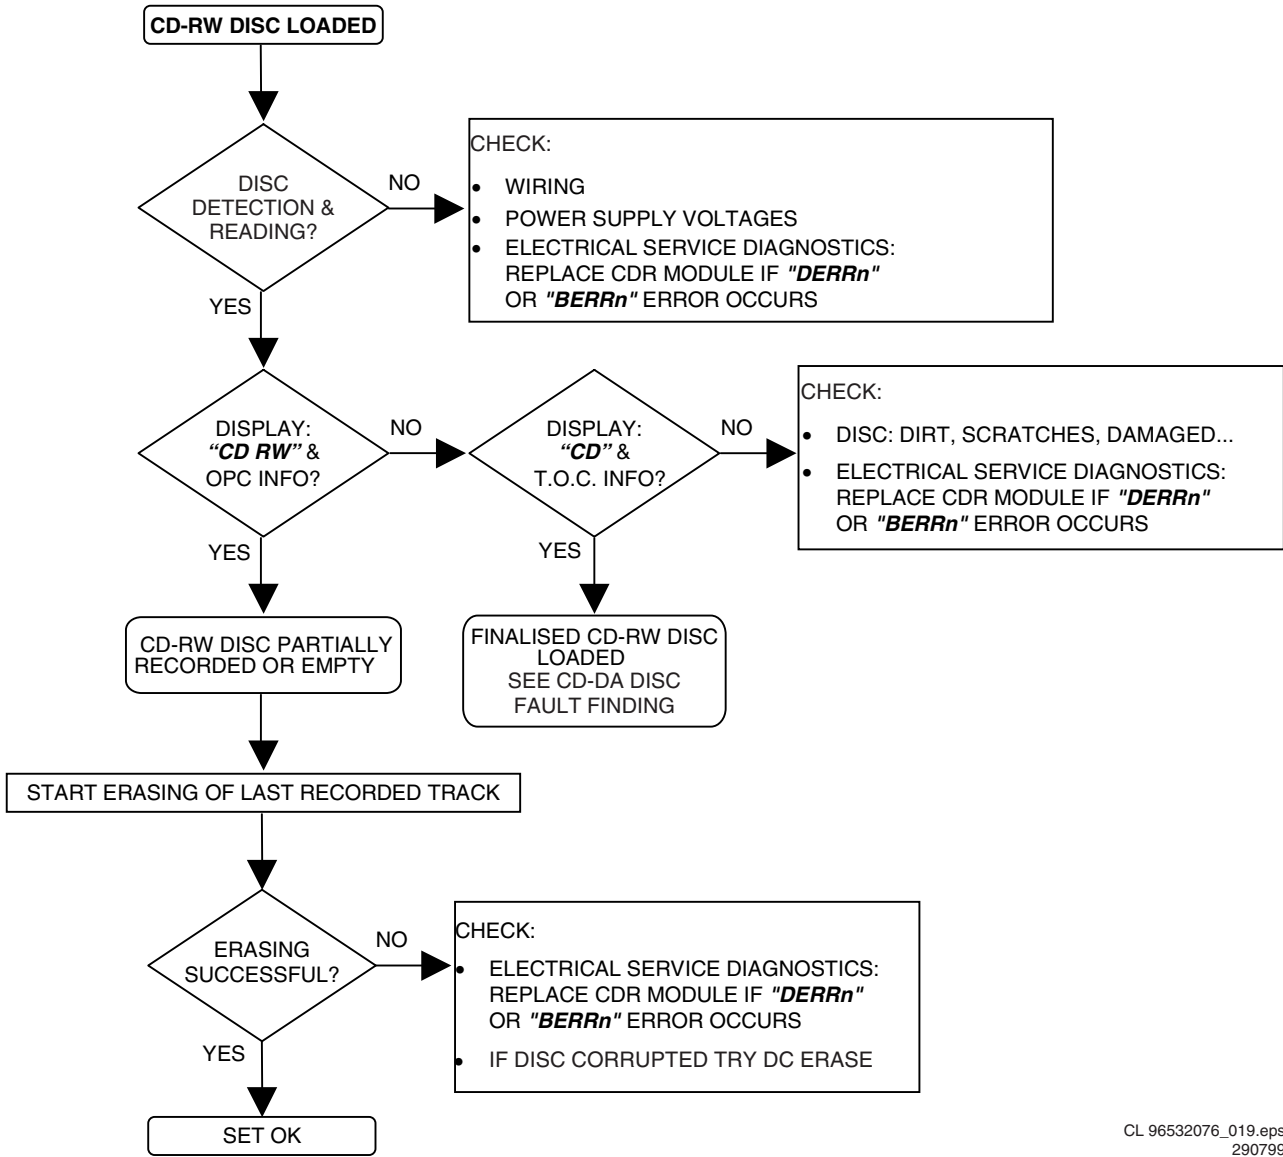 CD-RW DISC LOADED
DISC
DETECTION &
READING?
NO
CHECK:
• WIRING
• POWER SUPPLY VOLTAGES
• ELECTRICAL SERVICE DIAGNOSTICS:
REPLACE CDR MODULE IF "DERRn"
OR "BERRn" ERROR OCCURS
YES
DISPLAY:
“CD RW” &
OPC INFO?
NO
DISPLAY:
“CD” &
T.O.C. INFO?
NO
CHECK:
• DISC: DIRT, SCRATCHES, DAMAGED...
• ELECTRICAL SERVICE DIAGNOSTICS:
REPLACE CDR MODULE IF "DERRn"
OR "BERRn" ERROR OCCURS
YES
YES
CD-RW DISC PARTIALLY
RECORDED OR EMPTY
FINALISED CD-RW DISC
LOADED
SEE CD-DA DISC
FAULT FINDING
START ERASING OF LAST RECORDED TRACK
ERASING
SUCCESSFUL?
NO
CHECK:
• ELECTRICAL SERVICE DIAGNOSTICS:
REPLACE CDR MODULE IF "DERRn"
OR "BERRn" ERROR OCCURS
• IF DISC CORRUPTED TRY DC ERASE
YES
SET OK
CL 96532076_019.eps
290799